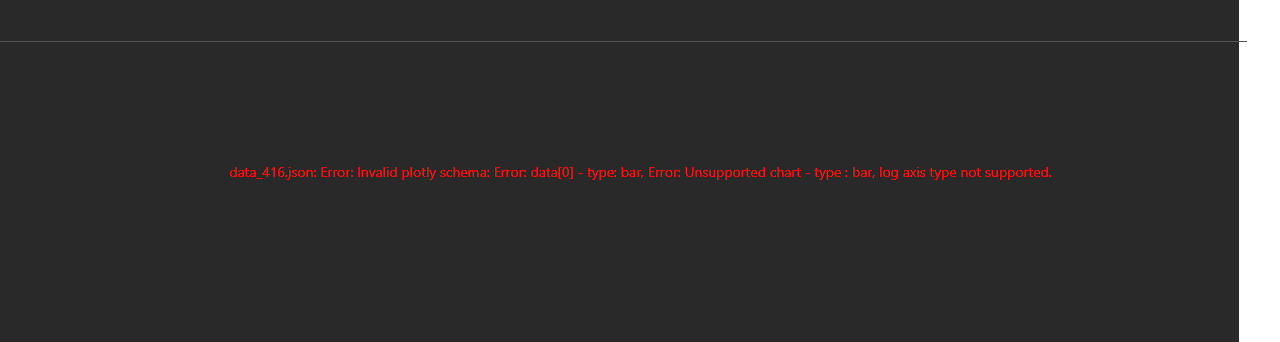 data_416.json: Error: Invalid plotly schema: Error: data[0] - type: bar, Error: Unsupported chart - type : bar, log axis type not supported.